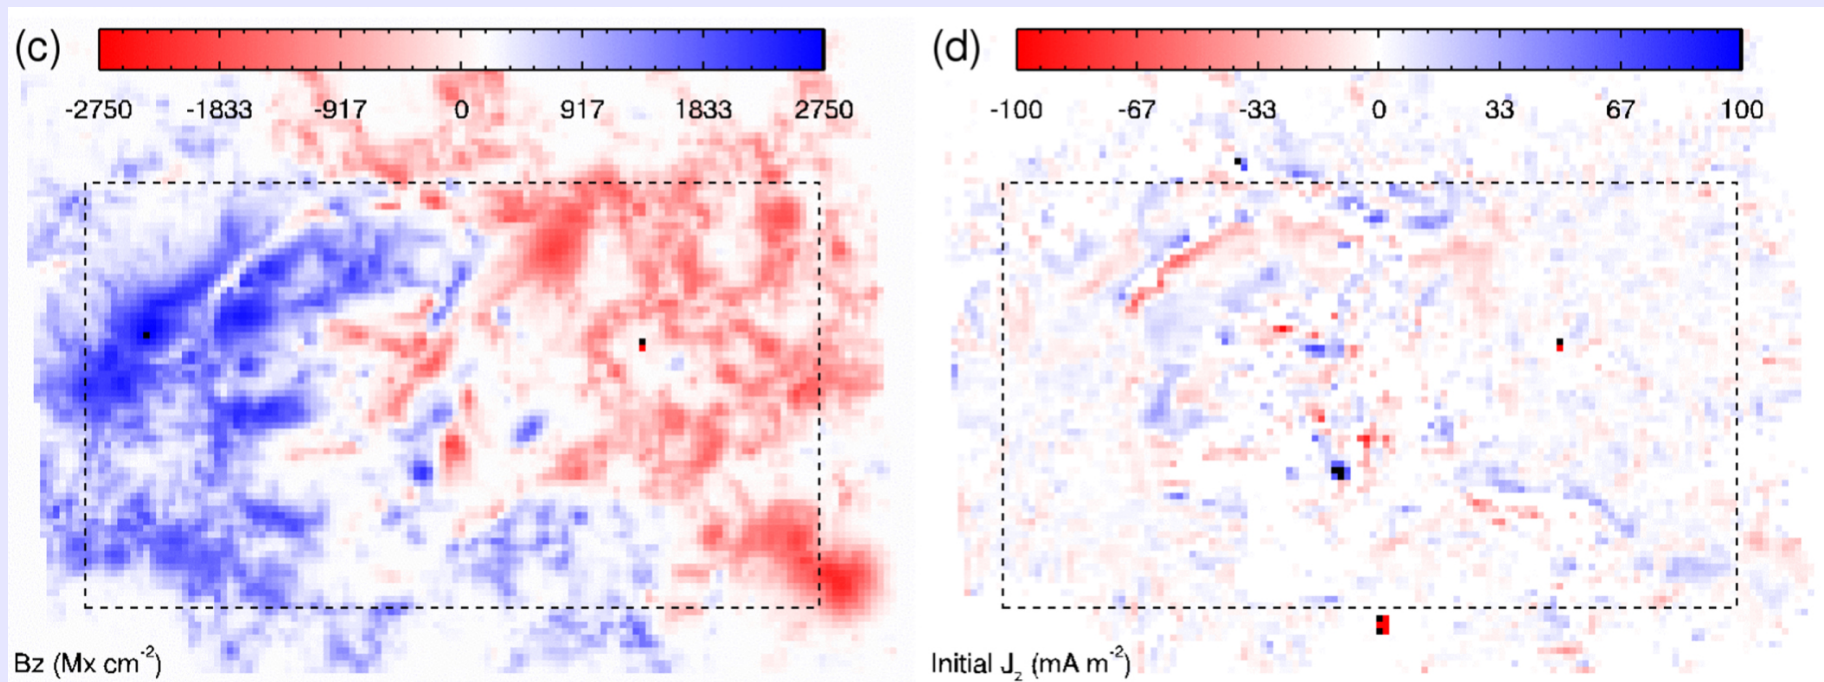 (c)
-2750 -1833 -917 0 917 1833 2750
Bz (Mx cm⁻²)
(d)
-100 -67 -33 0 33 67 100
Initial J_z (mA m⁻²)